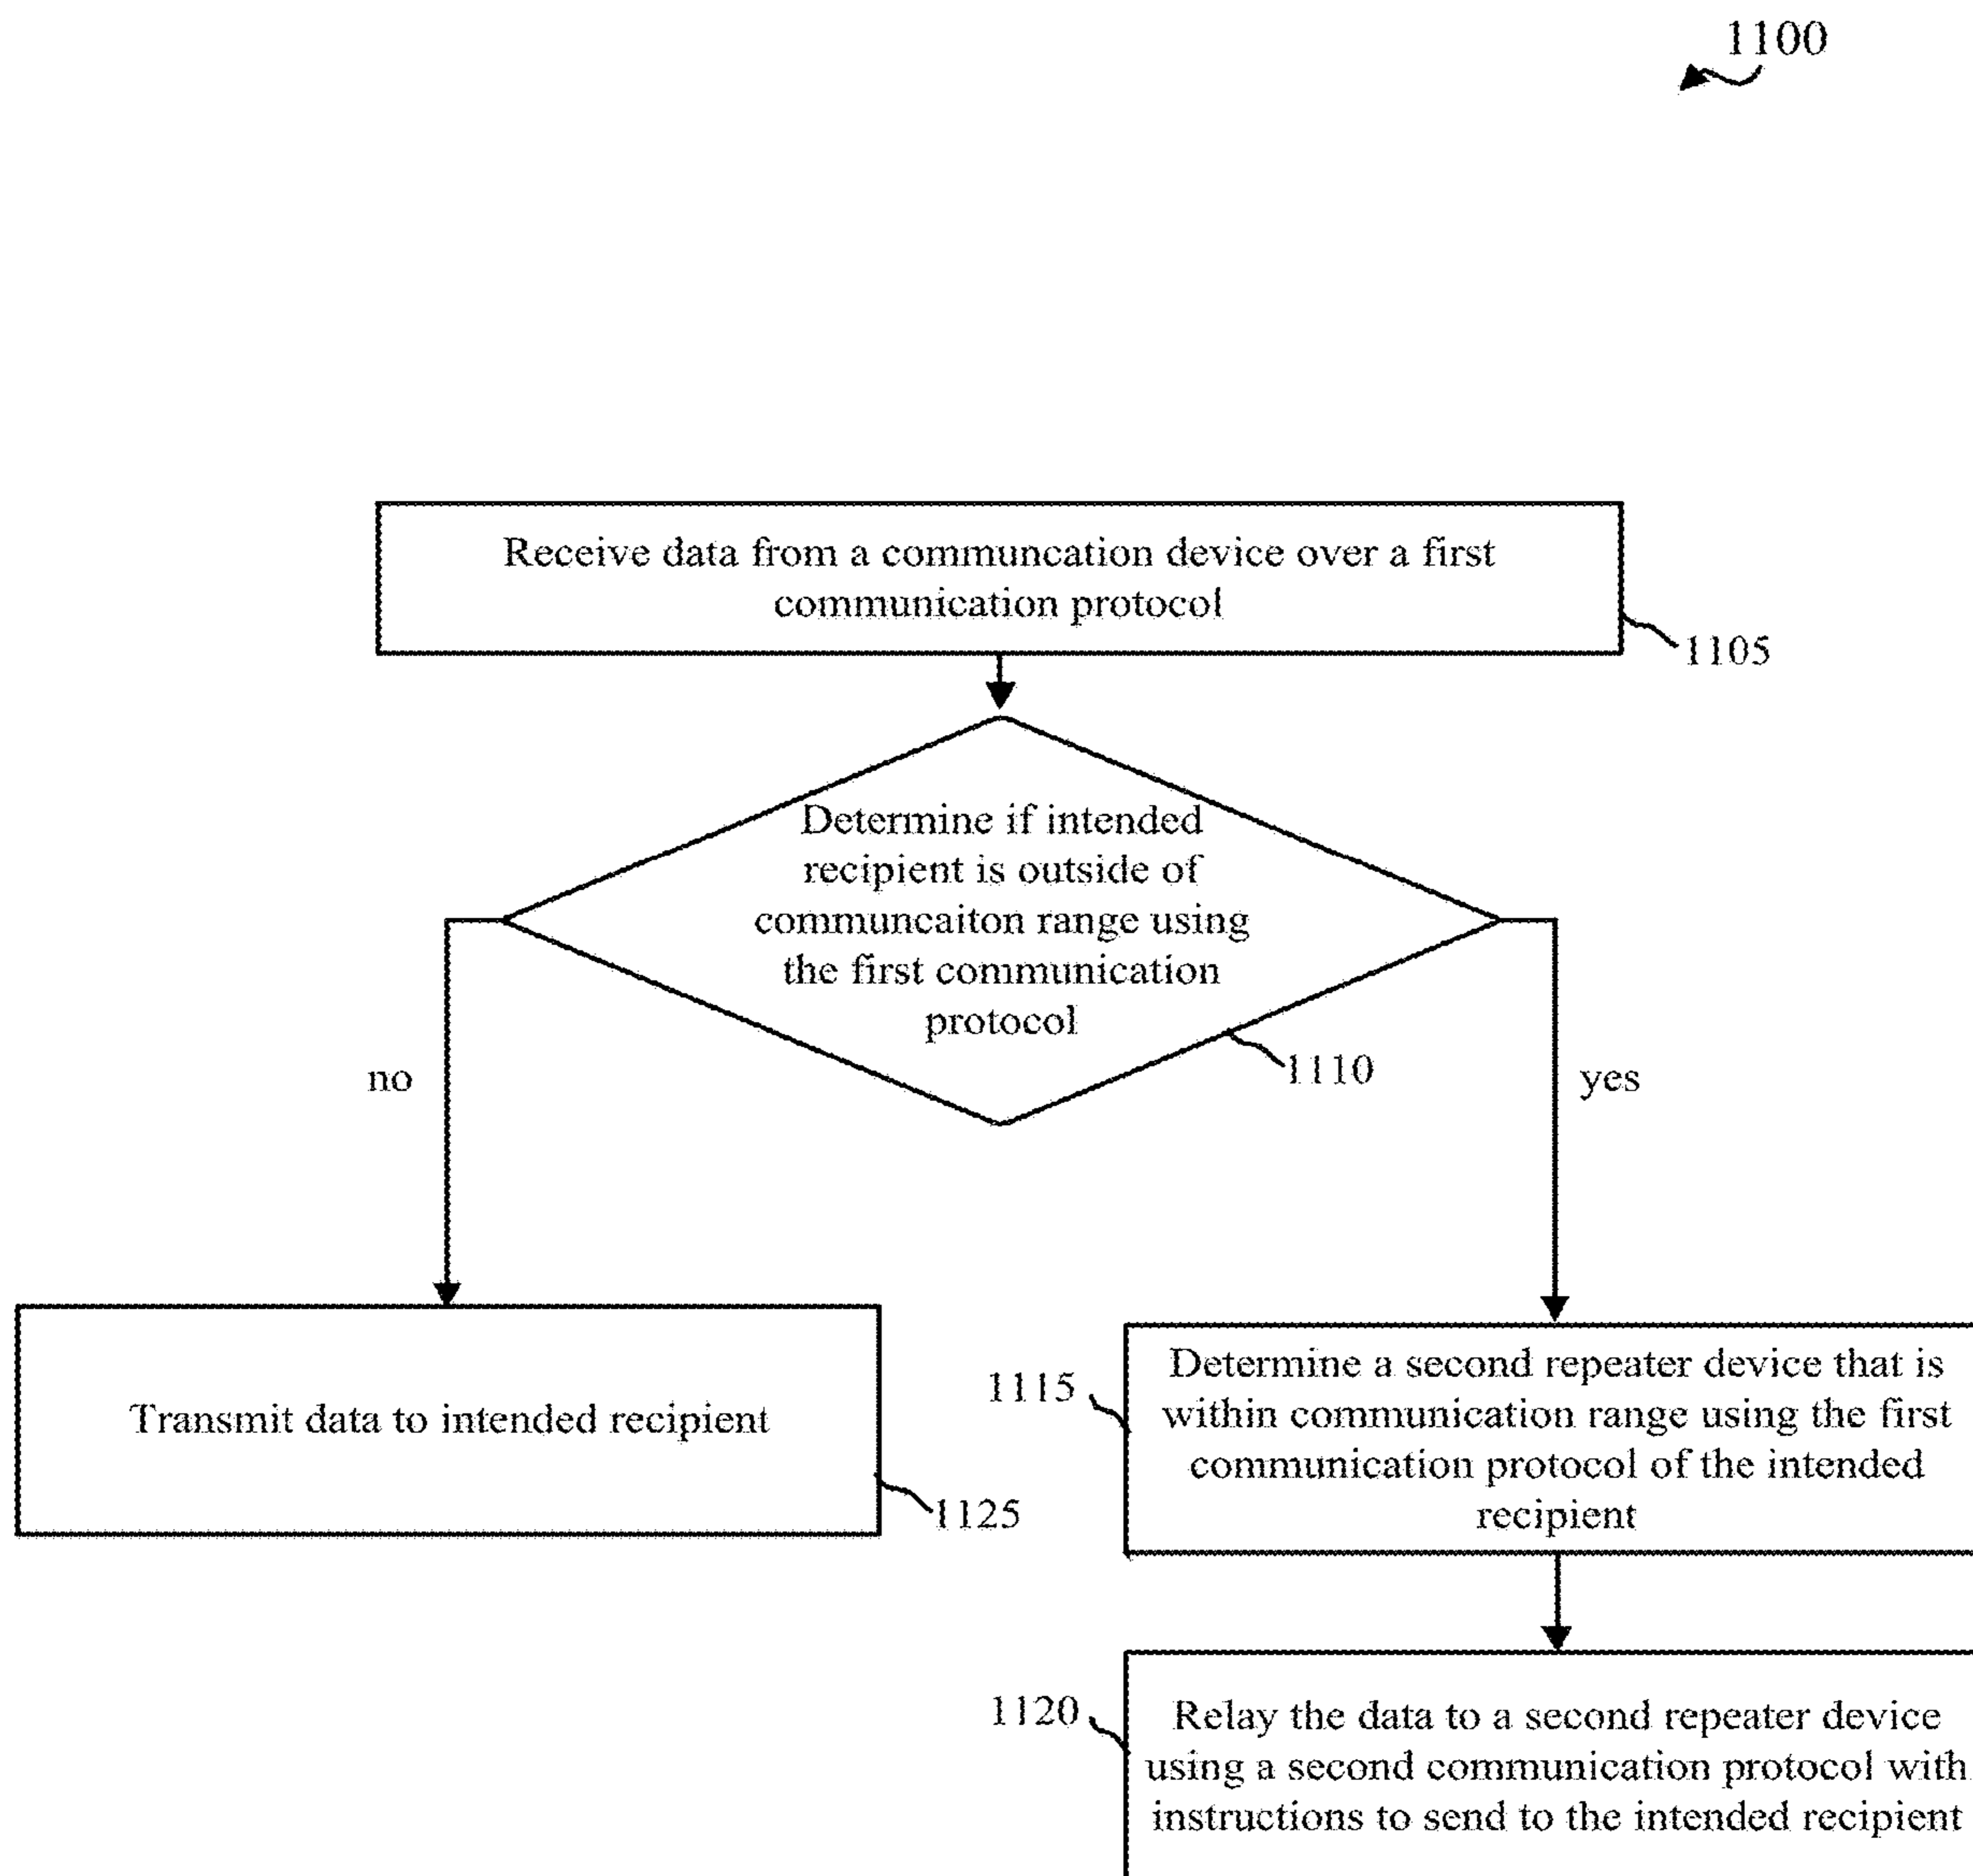 1100
Receive data from a communcation device over a first
communication protocol
1105
Determine if intended
recipient is outside of
communcaiton range using
the first communication
protocol
1110
no
yes
Transmit data to intended recipient
1125
1115
Determine a second repeater device that is
within communication range using the first
communication protocol of the intended
recipient
1120
Relay the data to a second repeater device
using a second communication protocol with
instructions to send to the intended recipient